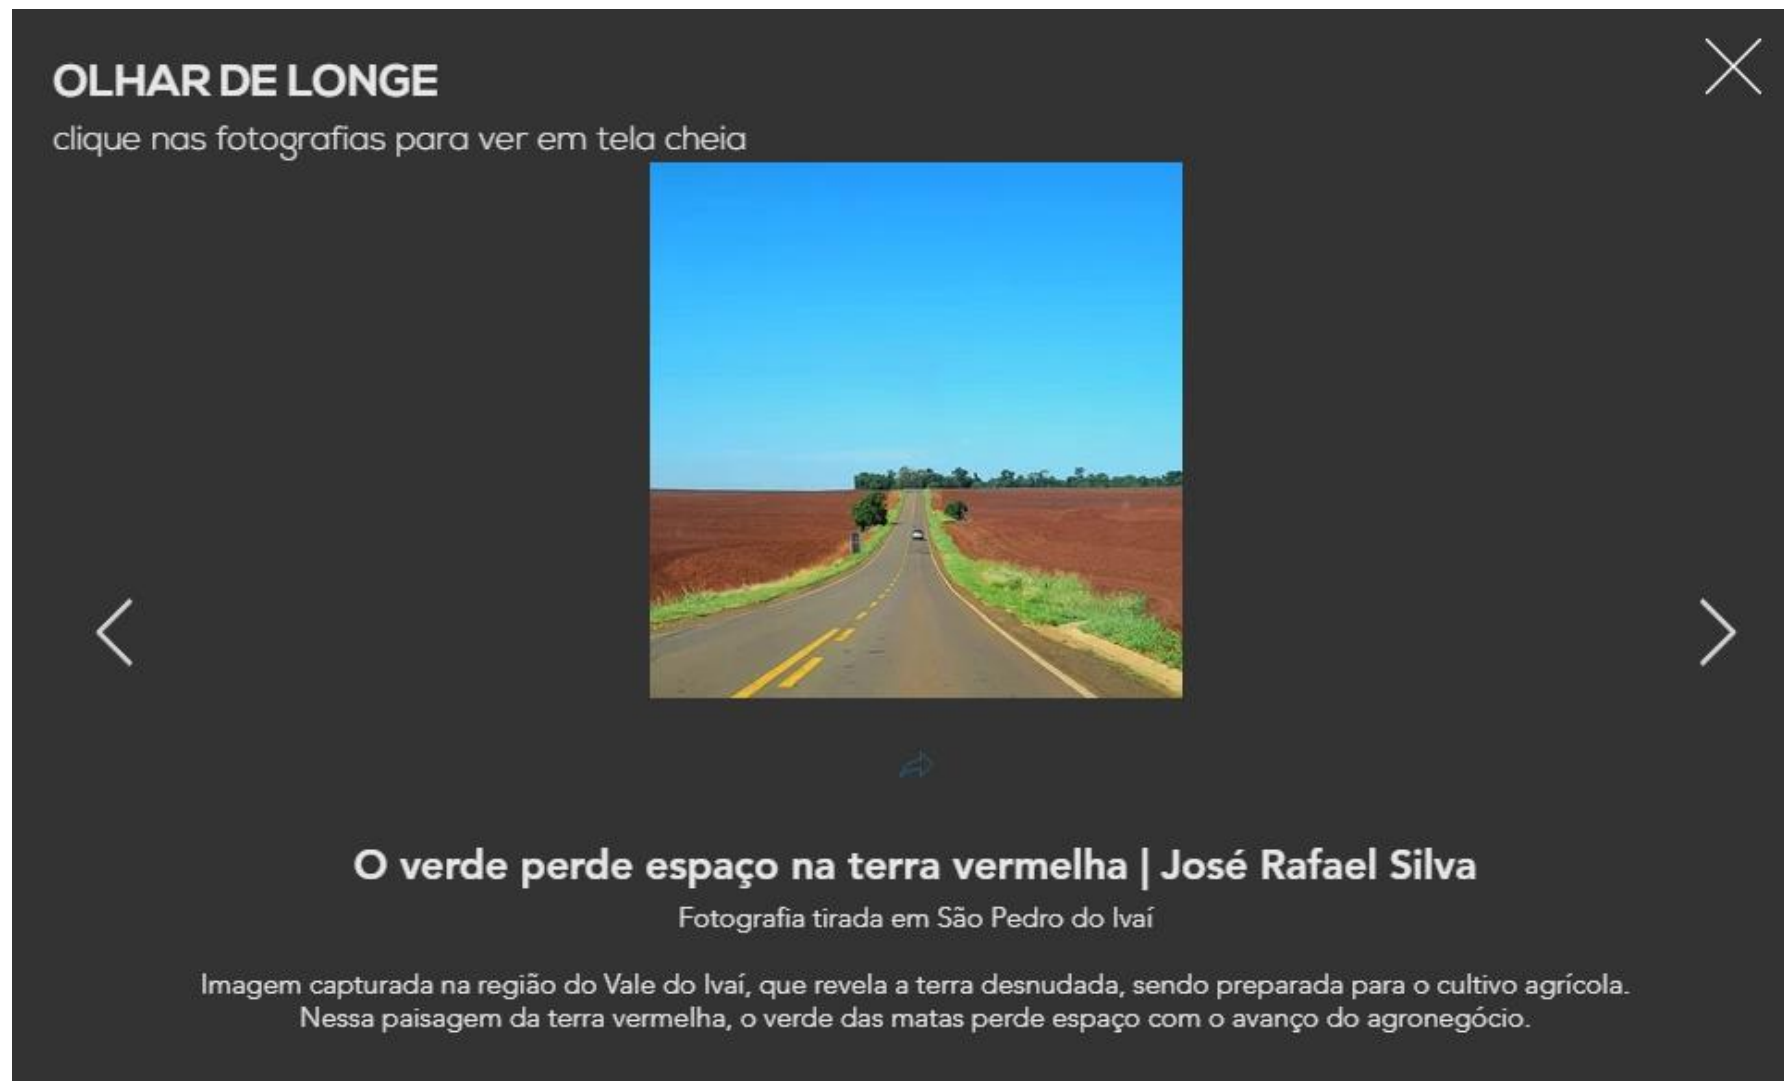 OLHAR DE LONGE
clique nas fotografias para ver em tela cheia
O verde perde espaço na terra vermelha | José Rafael Silva
Fotografia tirada em São Pedro do Ivaí
Imagem capturada na região do Vale do Ivaí, que revela a terra desnudada, sendo preparada para o cultivo agrícola.
Nessa paisagem da terra vermelha, o verde das matas perde espaço com o avanço do agronegócio.